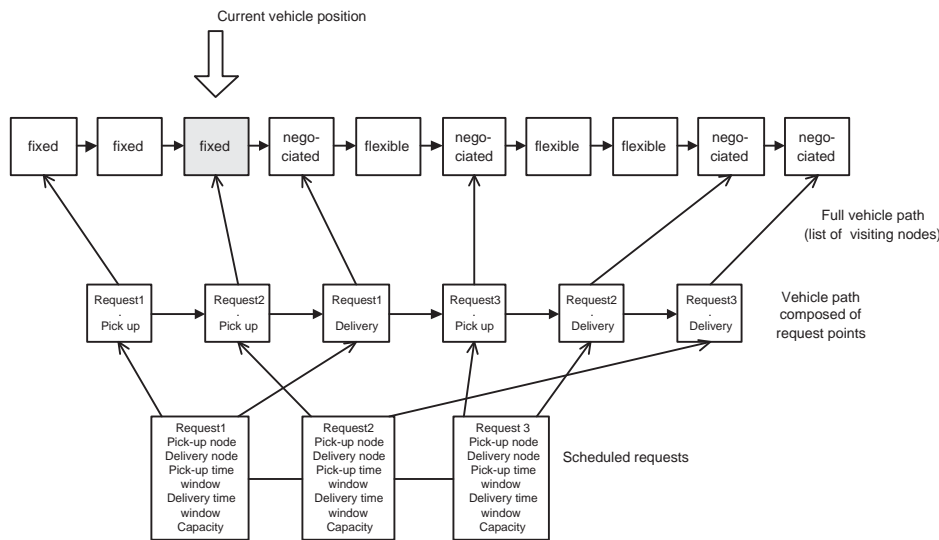 Current vehicle position
fixed
fixed
fixed
nego-
ciated
flexible
nego-
ciated
flexible
flexible
nego-
ciated
nego-
ciated
Full vehicle path
(list of visiting nodes)
Request1
.
Pick up
Request2
.
Pick up
Request1
.
Delivery
Request3
.
Pick up
Request2
.
Delivery
Request3
.
Delivery
Vehicle path
composed of
request points
Request1
Pick-up node
Delivery node
Pick-up time
window
Delivery time
window
Capacity
Request2
Pick-up node
Delivery node
Pick-up time
window
Delivery time
window
Capacity
Request 3
Pick-up node
Delivery node
Pick-up time
window
Delivery time
window
Capacity
Scheduled requests